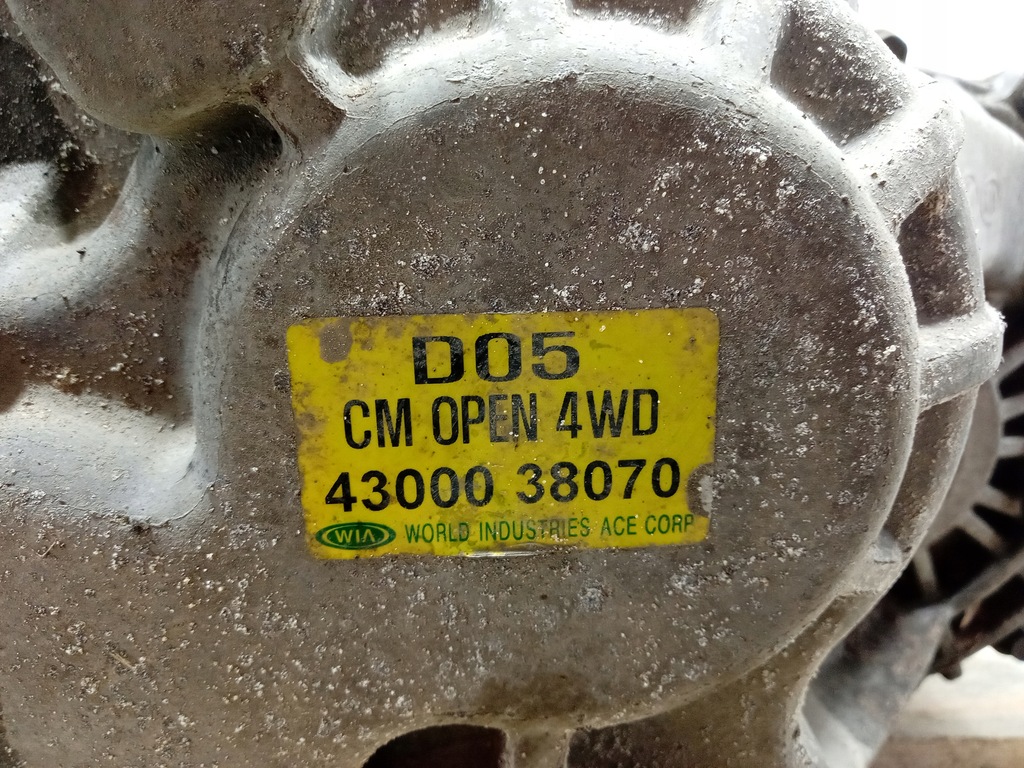 D05
CM OPEN 4WD
43000 38070
WIA WORLD INDUSTRIES ACE CORP